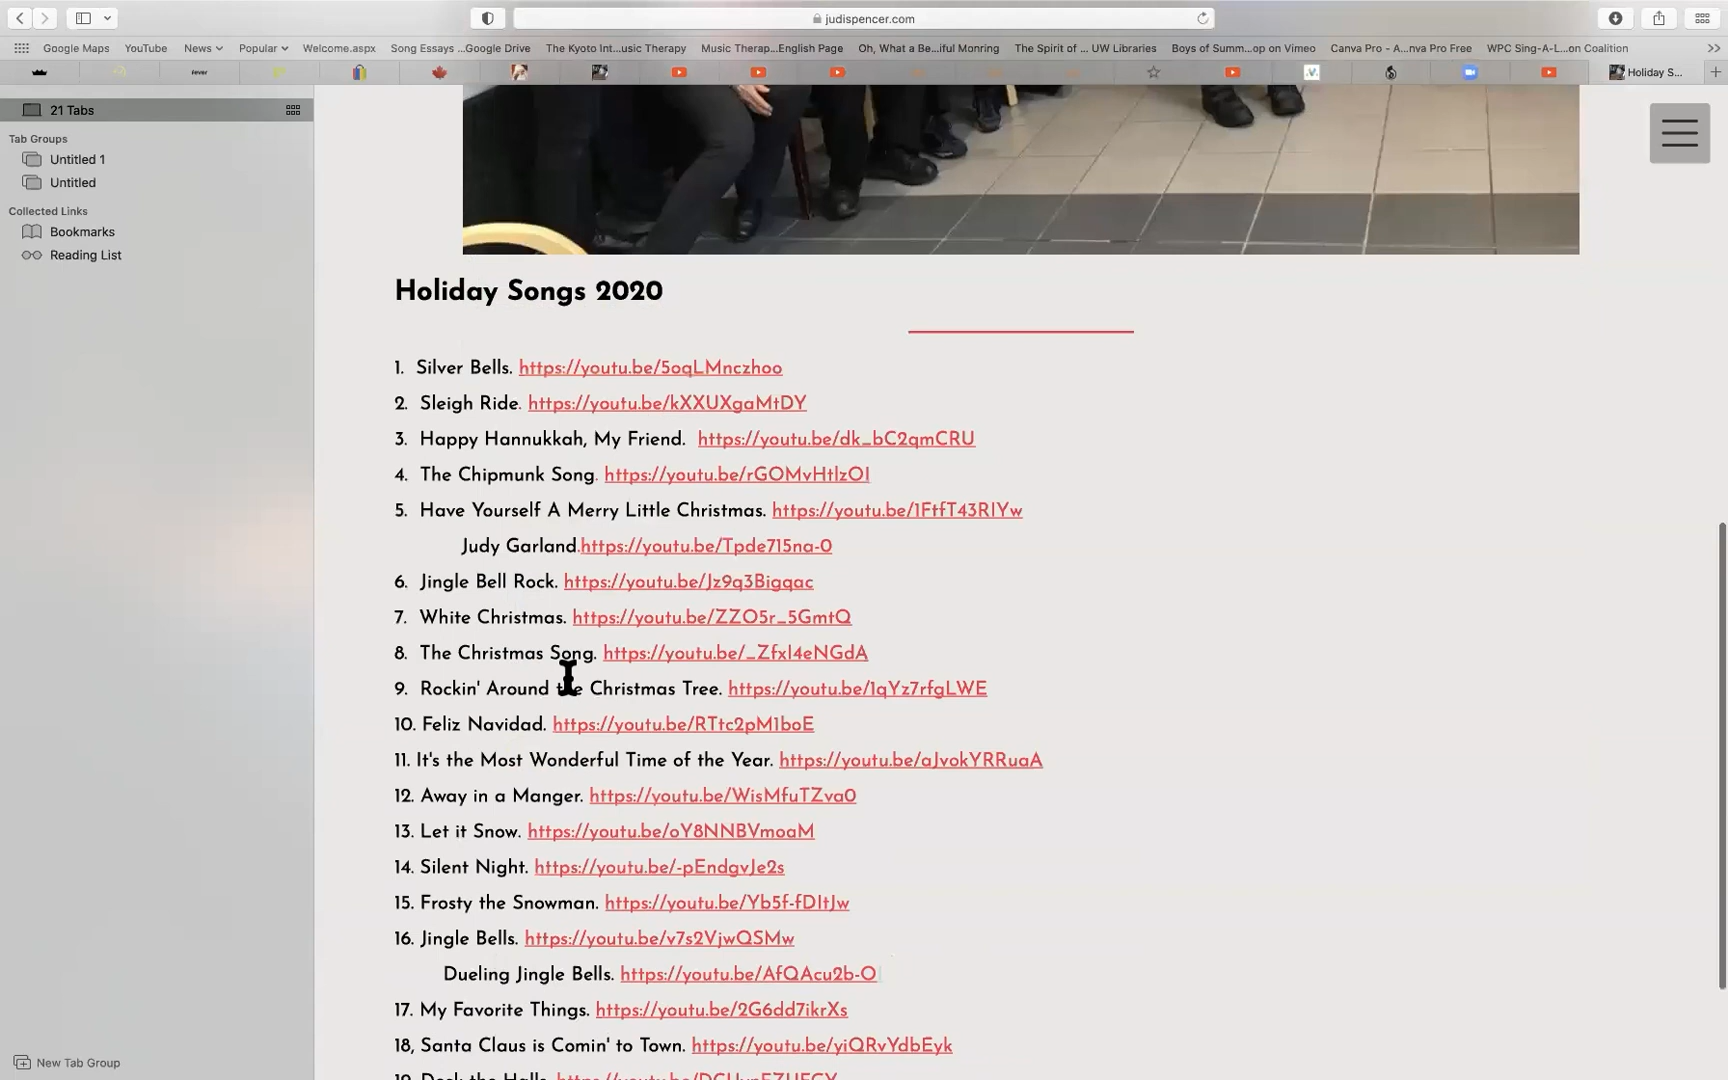 judispencer.com
Google Maps YouTube News Popular Welcome.aspx Song Essays ...Google Drive The Kyoto Int...usic Therapy Music Therap...English Page Oh, What a Be...iful Monring The Spirit of ... UW Libraries Boys of Summ...op on Vimeo Canva Pro - A...nva Pro Free WPC Sing-A-L...on Coalition
Holiday S...
21 Tabs
Tab Groups
Untitled 1
Untitled
Collected Links
Bookmarks
Reading List
Holiday Songs 2020
1. Silver Bells. https://youtu.be/5oqLMnczhoo
2. Sleigh Ride. https://youtu.be/kXXUXgaMtDY
3. Happy Hannukkah, My Friend. https://youtu.be/dk_bC2qmCRU
4. The Chipmunk Song. https://youtu.be/rGOMvHtlzOI
5. Have Yourself A Merry Little Christmas. https://youtu.be/1FtfT43RIYw
Judy Garland.https://youtu.be/Tpde715na-0
6. Jingle Bell Rock. https://youtu.be/Jz9q3Bigqac
7. White Christmas. https://youtu.be/ZZO5r_5GmtQ
8. The Christmas Song. https://youtu.be/_ZfxI4eNGdA
9. Rockin' Around the Christmas Tree. https://youtu.be/1qYz7rfgLWE
10. Feliz Navidad. https://youtu.be/RTtc2pM1boE
11. It's the Most Wonderful Time of the Year. https://youtu.be/aJvokYRRuaA
12. Away in a Manger. https://youtu.be/WisMfuTZva0
13. Let it Snow. https://youtu.be/oY8NNBVmoaM
14. Silent Night. https://youtu.be/-pEndgvJe2s
15. Frosty the Snowman. https://youtu.be/Yb5f-fDItJw
16. Jingle Bells. https://youtu.be/v7s2VjwQSMw
Dueling Jingle Bells. https://youtu.be/AfQAcu2b-O
17. My Favorite Things. https://youtu.be/2G6dd7ikrXs
18, Santa Claus is Comin' to Town. https://youtu.be/yiQRvYdbEyk
19. Deck the Halls.
New Tab Group